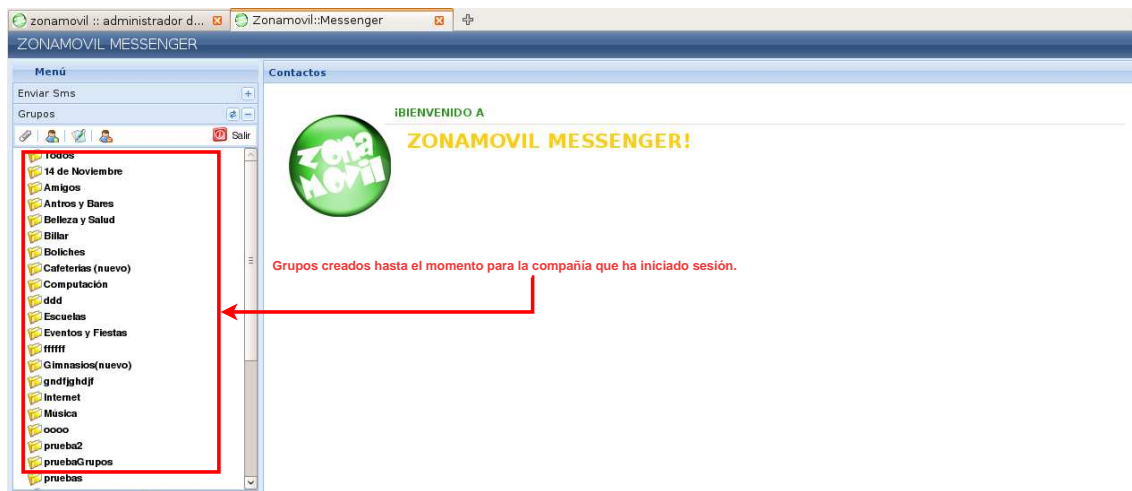 zonamovil :: administrador d...
Zonamovil::Messenger
ZONAMOVIL MESSENGER
Menú
Contactos
Enviar Sms
Grupos
Salir
¡BIENVENIDO A
ZONAMOVIL MESSENGER!
zona
movil
Todos
14 de Noviembre
Amigos
Antros y Bares
Belleza y Salud
Billar
Boliches
Cafeterias (nuevo)
Computación
ddd
Escuelas
Eventos y Fiestas
ffffff
Gimnasios(nuevo)
gndfjghdjf
Internet
Música
oooo
prueba2
pruebaGrupos
pruebas
Grupos creados hasta el momento para la compañía que ha iniciado sesión.